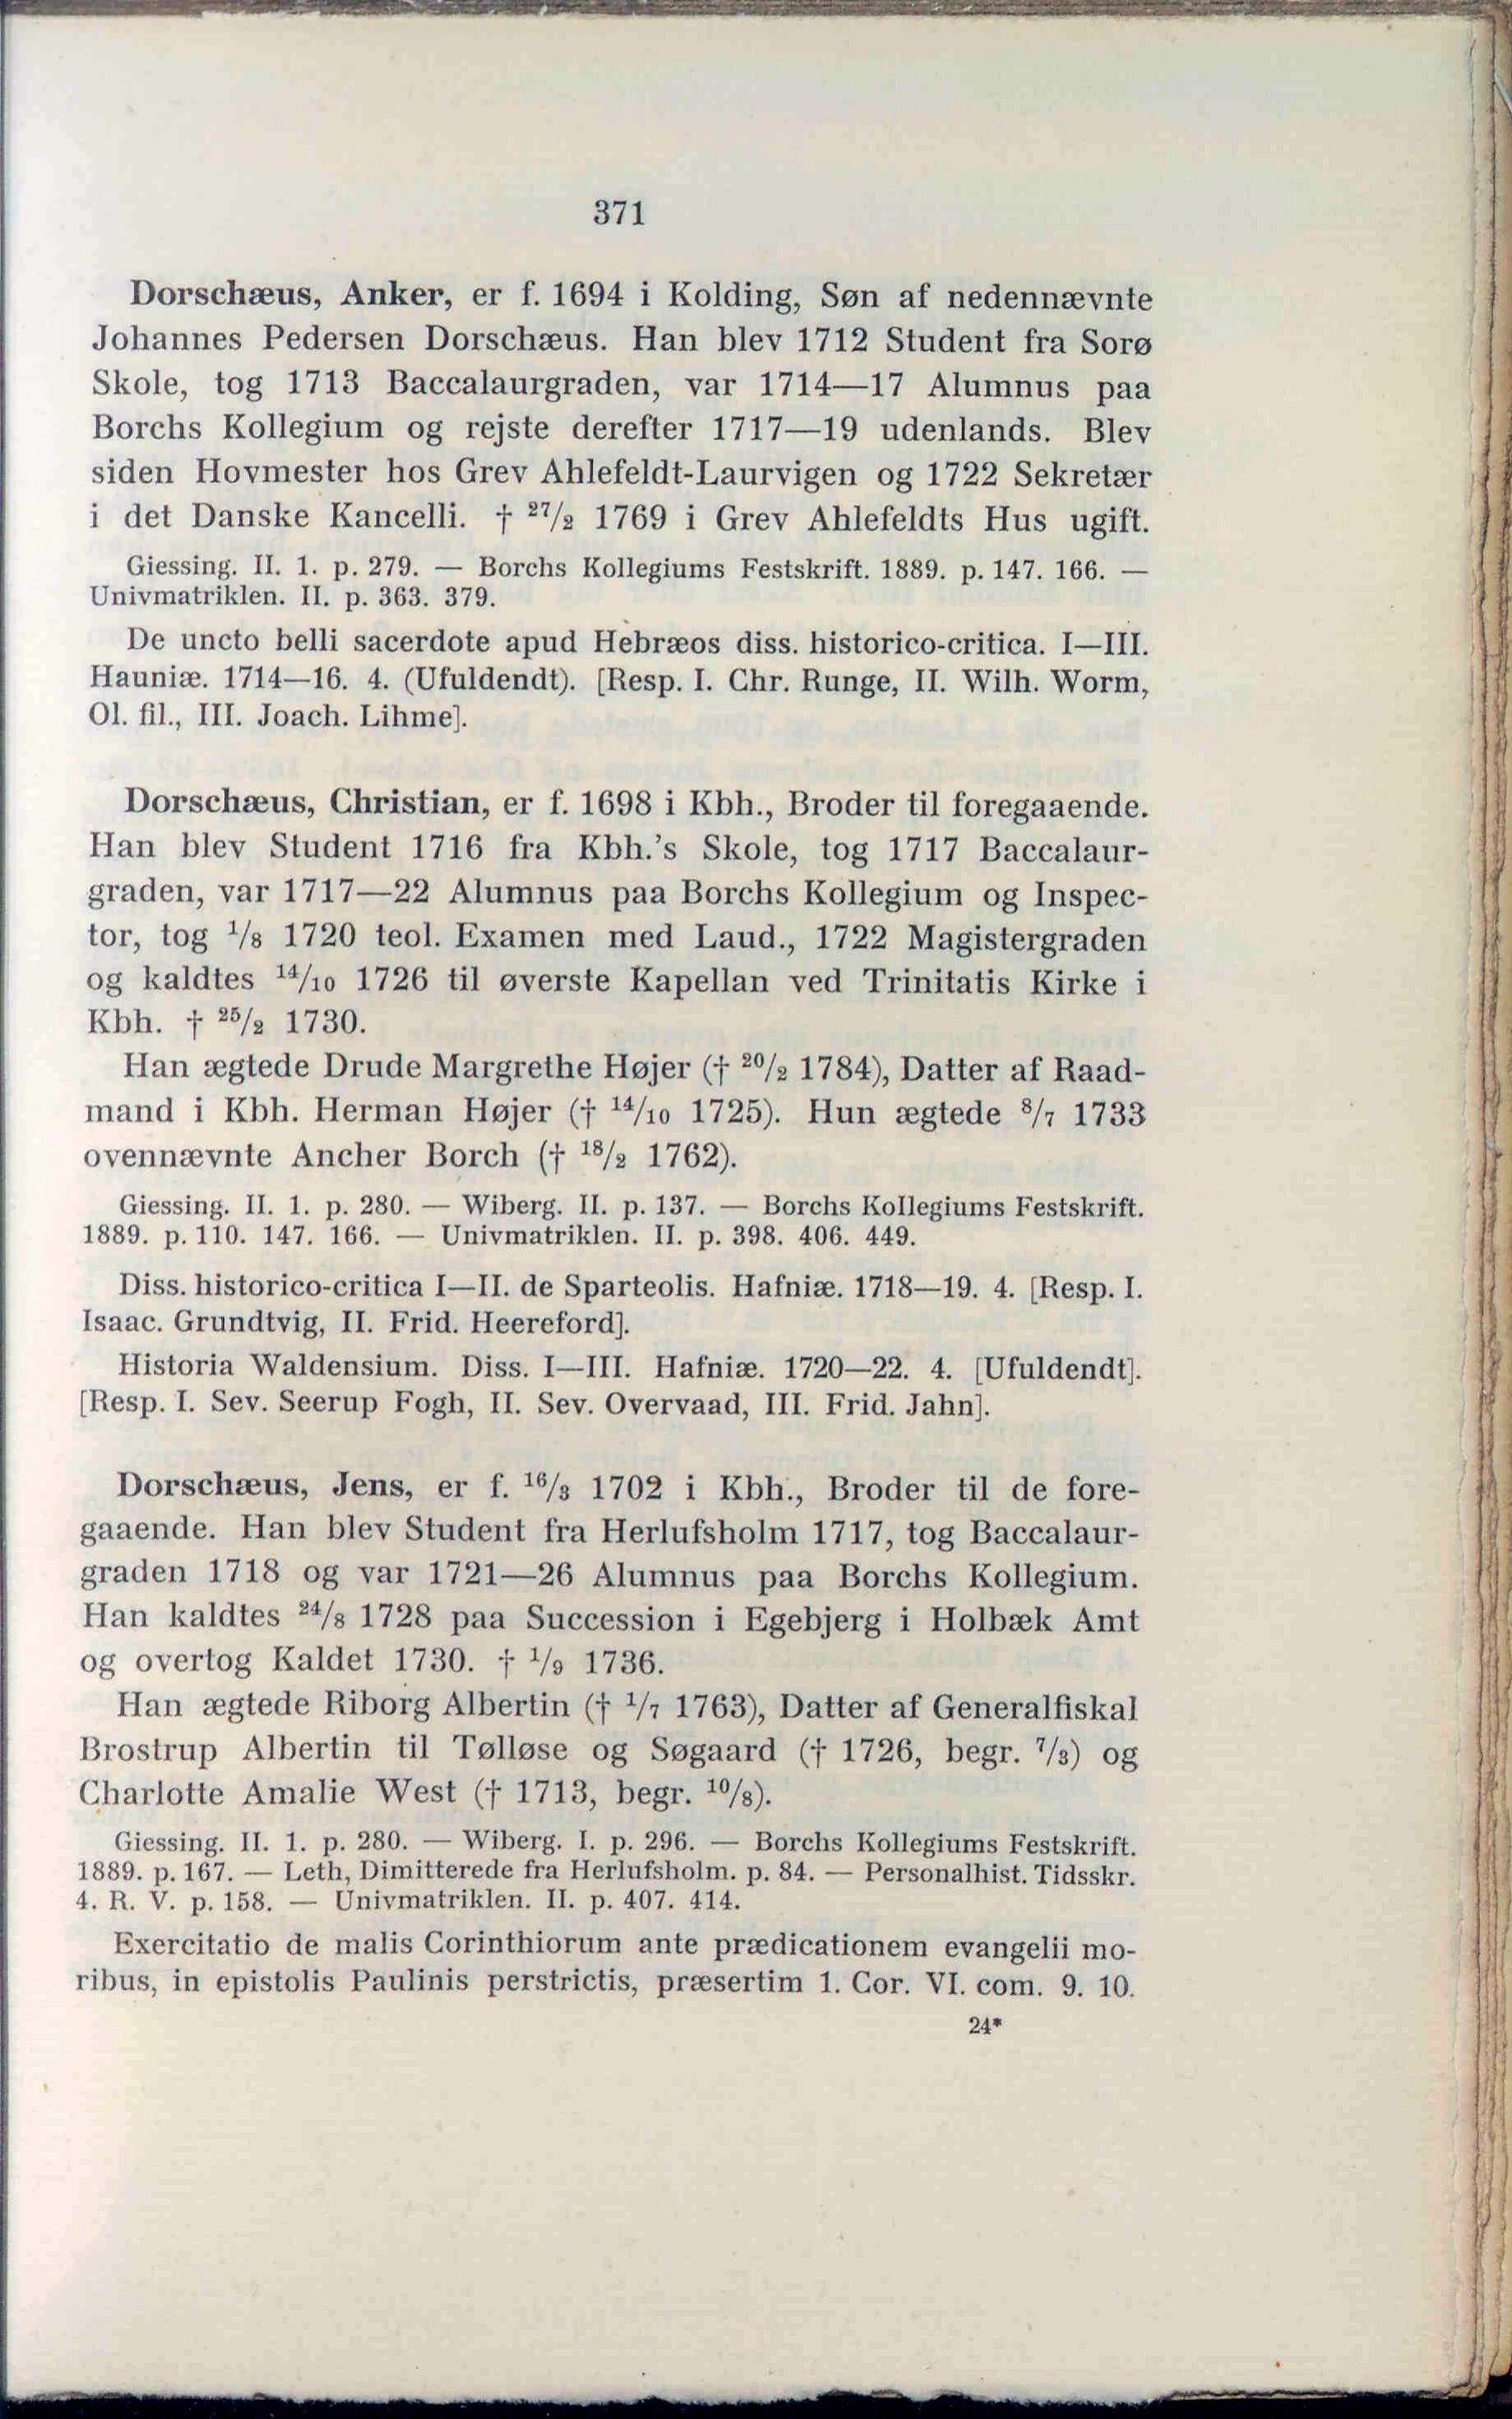 371
Dorschæus, Anker, er f. 1694 i Kolding, Søn af nedennævnte
Johannes Pedersen Dorschæus. Han blev 1712 Student fra Sorø
Skole, tog 1713 Baccalaurgraden, var 1714—17 Alumnus paa
Borchs Kollegium og rejste derefter 1717—19 udenlands. Blev
siden Hovmester hos Grev Ahlefeldt-Laurvigen og 1722 Sekretær
i det Danske Kancelli. † ²⁷/₂ 1769 i Grev Ahlefeldts Hus ugift.
Giessing. II. 1. p. 279. — Borchs Kollegiums Festskrift. 1889. p. 147. 166. —
Univmatriklen. II. p. 363. 379.
De uncto belli sacerdote apud Hebræos diss. historico-critica. I—III.
Hauniæ. 1714—16. 4. (Ufuldendt). [Resp. I. Chr. Runge, II. Wilh. Worm,
Ol. fil., III. Joach. Lihme].
Dorschæus, Christian, er f. 1698 i Kbh., Broder til foregaaende.
Han blev Student 1716 fra Kbh.'s Skole, tog 1717 Baccalaur-
graden, var 1717—22 Alumnus paa Borchs Kollegium og Inspec-
tor, tog ¹/₈ 1720 teol. Examen med Laud., 1722 Magistergraden
og kaldtes ¹⁴/₁₀ 1726 til øverste Kapellan ved Trinitatis Kirke i
Kbh. † ²⁵/₂ 1730.
Han ægtede Drude Margrethe Højer († ²⁰/₂ 1784), Datter af Raad-
mand i Kbh. Herman Højer († ¹⁴/₁₀ 1725). Hun ægtede ⁸/₇ 1733
ovennævnte Ancher Borch († ¹⁸/₂ 1762).
Giessing. II. 1. p. 280. — Wiberg. II. p. 137. — Borchs Kollegiums Festskrift.
1889. p. 110. 147. 166. — Univmatriklen. II. p. 398. 406. 449.
Diss. historico-critica I—II. de Sparteolis. Hafniæ. 1718—19. 4. [Resp. I.
Isaac. Grundtvig, II. Frid. Heereford].
Historia Waldensium. Diss. I—III. Hafniæ. 1720—22. 4. [Ufuldendt].
[Resp. I. Sev. Seerup Fogh, II. Sev. Overvaad, III. Frid. Jahn].
Dorschæus, Jens, er f. ¹⁶/₃ 1702 i Kbh., Broder til de fore-
gaaende. Han blev Student fra Herlufsholm 1717, tog Baccalaur-
graden 1718 og var 1721—26 Alumnus paa Borchs Kollegium.
Han kaldtes ²⁴/₈ 1728 paa Succession i Egebjerg i Holbæk Amt
og overtog Kaldet 1730. † ¹/₉ 1736.
Han ægtede Riborg Albertin († ¹/₇ 1763), Datter af Generalfiskal
Brostrup Albertin til Tølløse og Søgaard († 1726, begr. ⁷/₃) og
Charlotte Amalie West († 1713, begr. ¹⁰/₈).
Giessing. II. 1. p. 280. — Wiberg. I. p. 296. — Borchs Kollegiums Festskrift.
1889. p. 167. — Leth, Dimitterede fra Herlufsholm. p. 84. — Personalhist. Tidsskr.
4. R. V. p. 158. — Univmatriklen. II. p. 407. 414.
Exercitatio de malis Corinthiorum ante prædicationem evangelii mo-
ribus, in epistolis Paulinis perstrictis, præsertim 1. Cor. VI. com. 9. 10.
24*